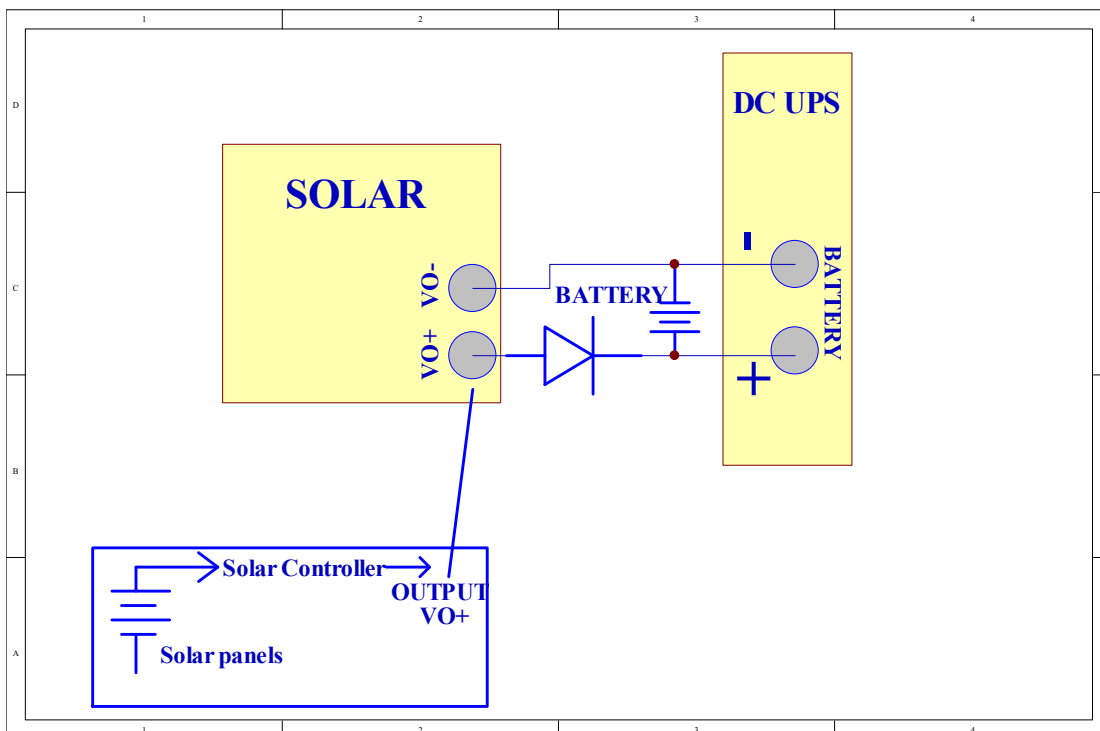 1 2 3 4
D
C
B
A
DC UPS
SOLAR
-
VO-
BATTERY
BATTERY
VO+
+
Solar Controller
OUTPUT
VO+
Solar panels
1 2 3 4